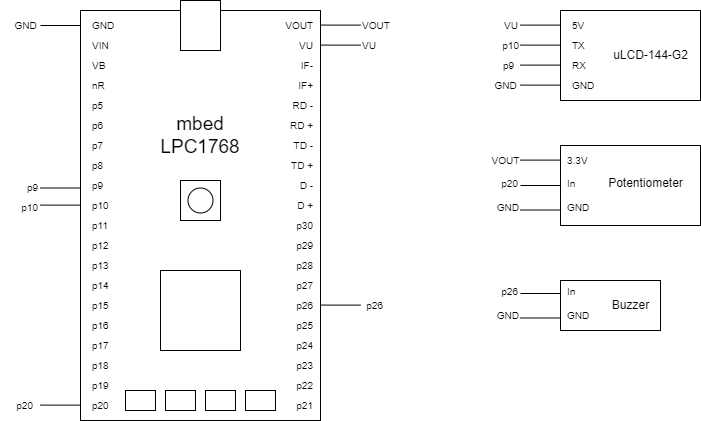 GND GND VOUT VOUT
VIN VU VU
VB IF-
nR IF+
p5 RD -
p6 RD +
p7 TD -
p8 TD +
p9 p9 D -
p10 p10 D +
p11 p30
p12 p29
p13 p28
p14 p27
p15 p26 p26
p16 p25
p17 p24
p18 p23
p19 p22
p20 p20 p21
mbed
LPC1768
VU 5V
p10 TX
p9 RX
GND GND
uLCD-144-G2
VOUT 3.3V
p20 In
GND GND
Potentiometer
p26 In
GND GND
Buzzer